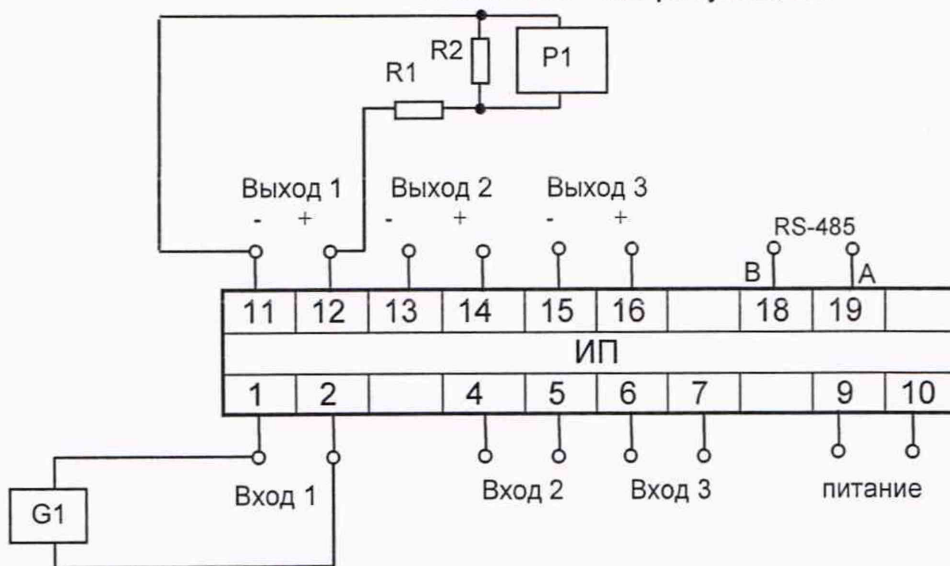 R2
P1
R1
Выход 1 Выход 2 Выход 3
- + - + - +
RS-485
B A
11 12 13 14 15 16 18 19
ИП
1 2 4 5 6 7 9 10
Вход 1 Вход 2 Вход 3 питание
G1